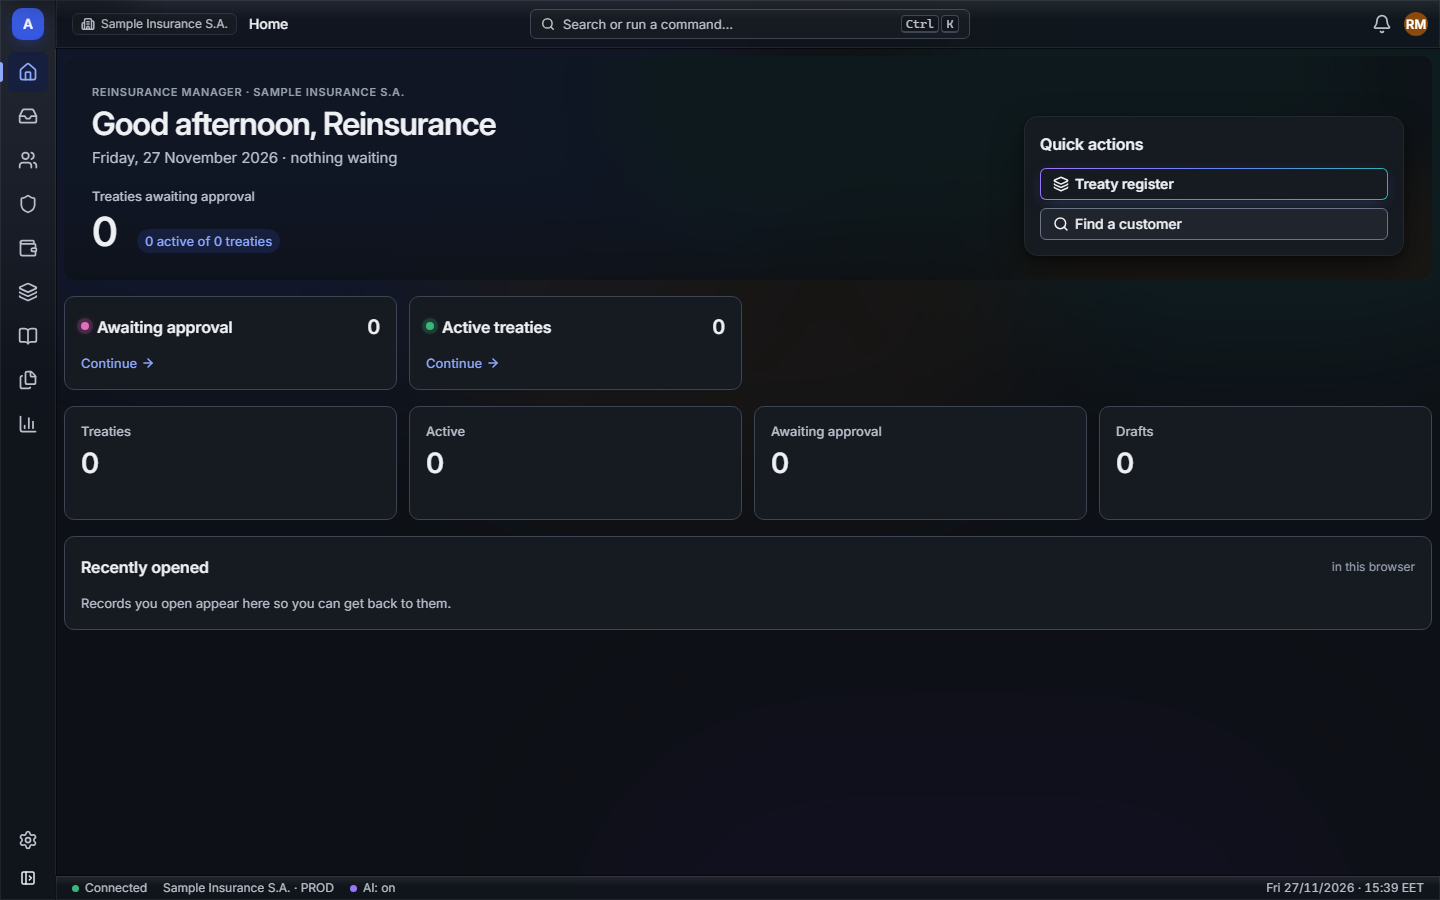 A
Sample Insurance S.A.
Home
Search or run a command...
Ctrl K
RM
REINSURANCE MANAGER · SAMPLE INSURANCE S.A.
Good afternoon, Reinsurance
Friday, 27 November 2026 · nothing waiting
Treaties awaiting approval
0
0 active of 0 treaties
Quick actions
Treaty register
Find a customer
Awaiting approval 0
Continue →
Active treaties 0
Continue →
Treaties
0
Active
0
Awaiting approval
0
Drafts
0
Recently opened
in this browser
Records you open appear here so you can get back to them.
Connected
Sample Insurance S.A. · PROD
AI: on
Fri 27/11/2026 · 15:39 EET